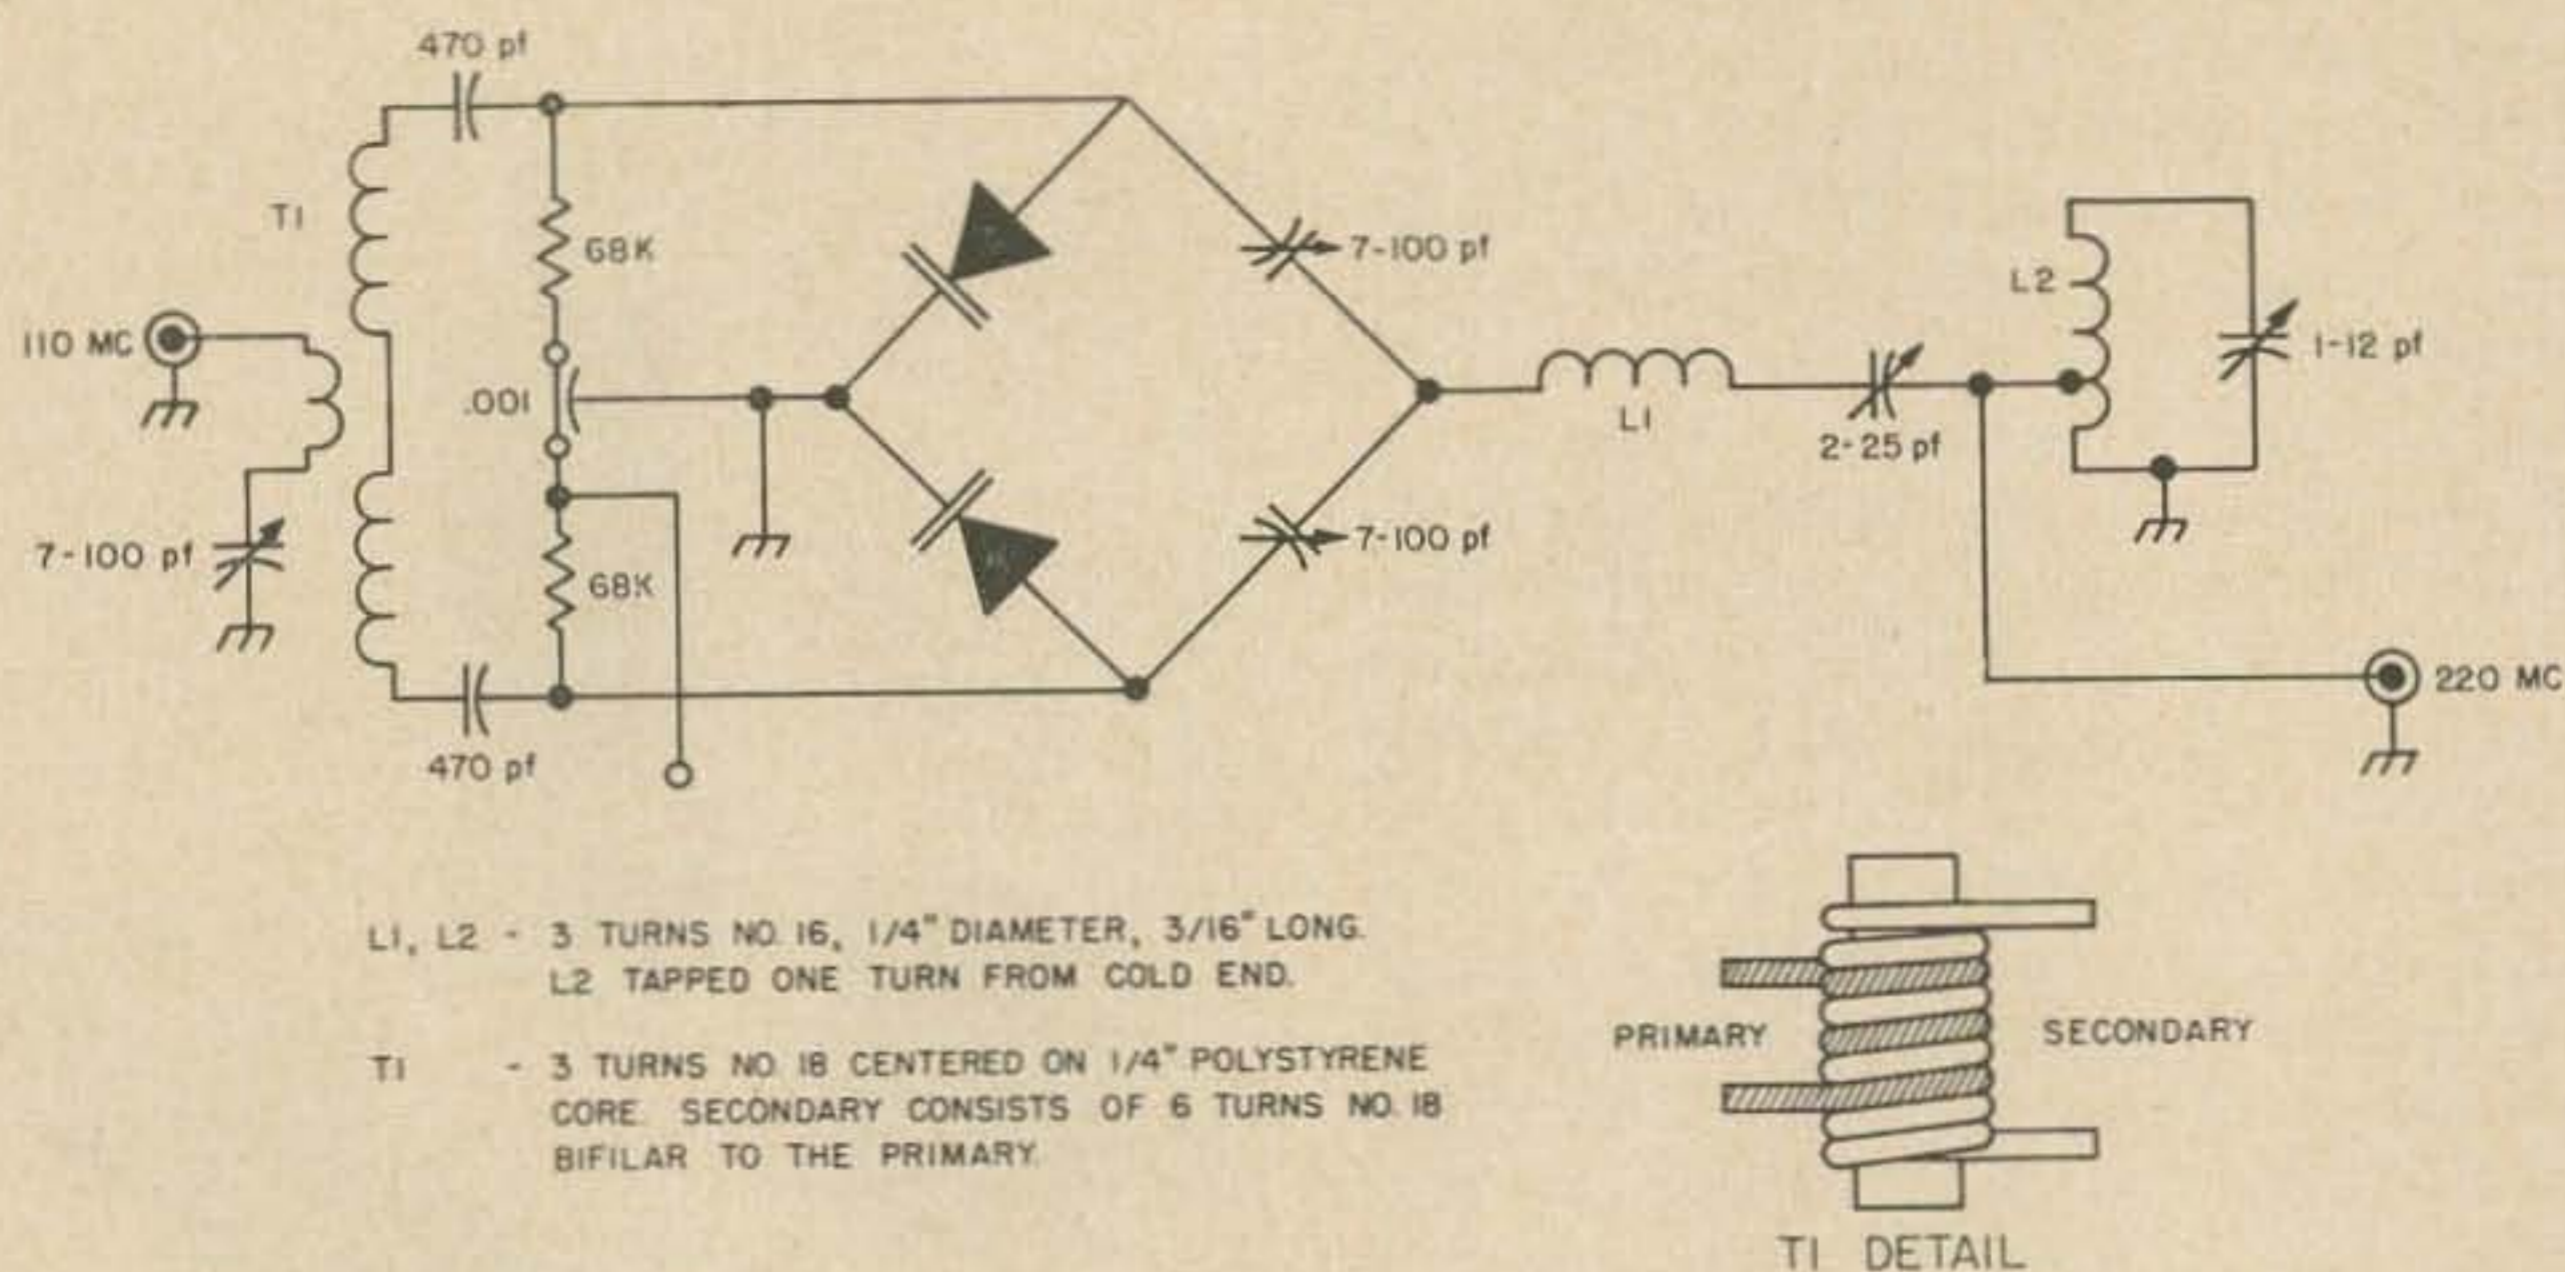 470 pf
T1
68K
7-100 pf
L2
110 MC
1-12 pf
.001
L1
2-25 pf
7-100 pf
7-100 pf
68K
220 MC
470 pf
L1, L2 - 3 TURNS NO. 16, 1/4" DIAMETER, 3/16" LONG.
L2 TAPPED ONE TURN FROM COLD END.
T1 - 3 TURNS NO. 18 CENTERED ON 1/4" POLYSTYRENE
CORE. SECONDARY CONSISTS OF 6 TURNS NO. 18
BIFILAR TO THE PRIMARY.
PRIMARY
SECONDARY
T1 DETAIL